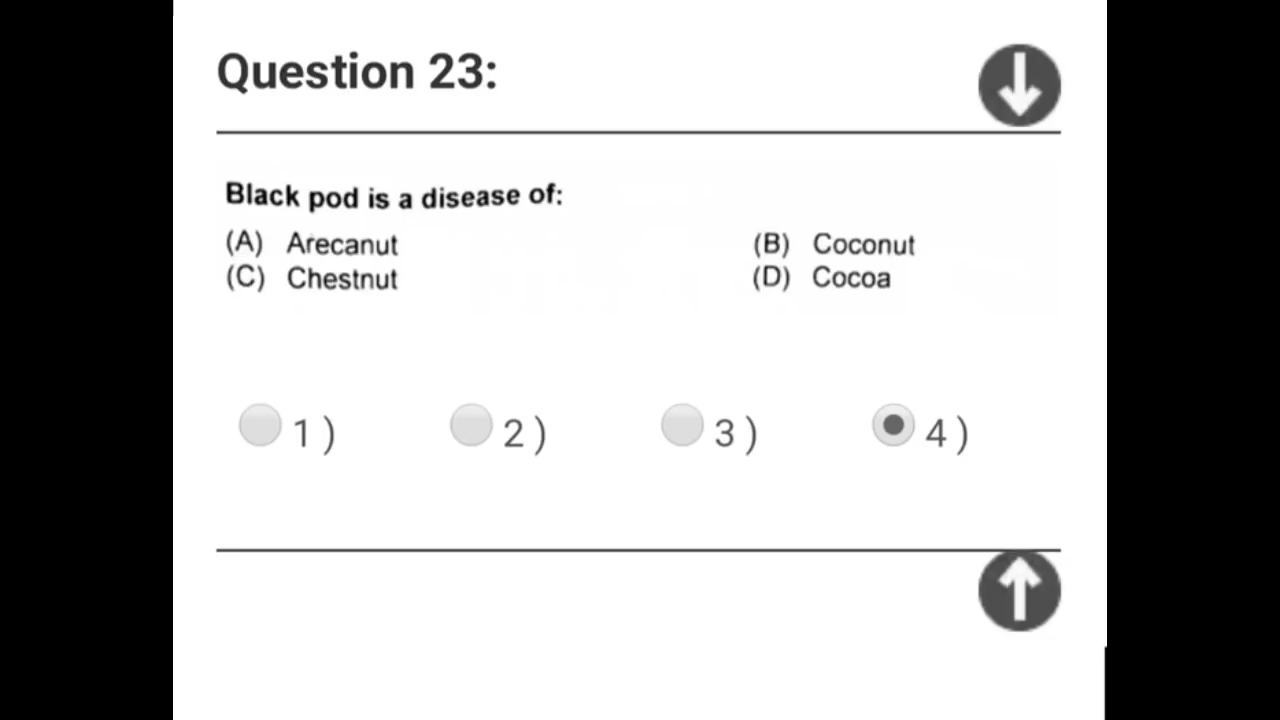 Question 23:
Black pod is a disease of:
(A) Arecanut (B) Coconut
(C) Chestnut (D) Cocoa
1 ) 2 ) 3 ) 4 )